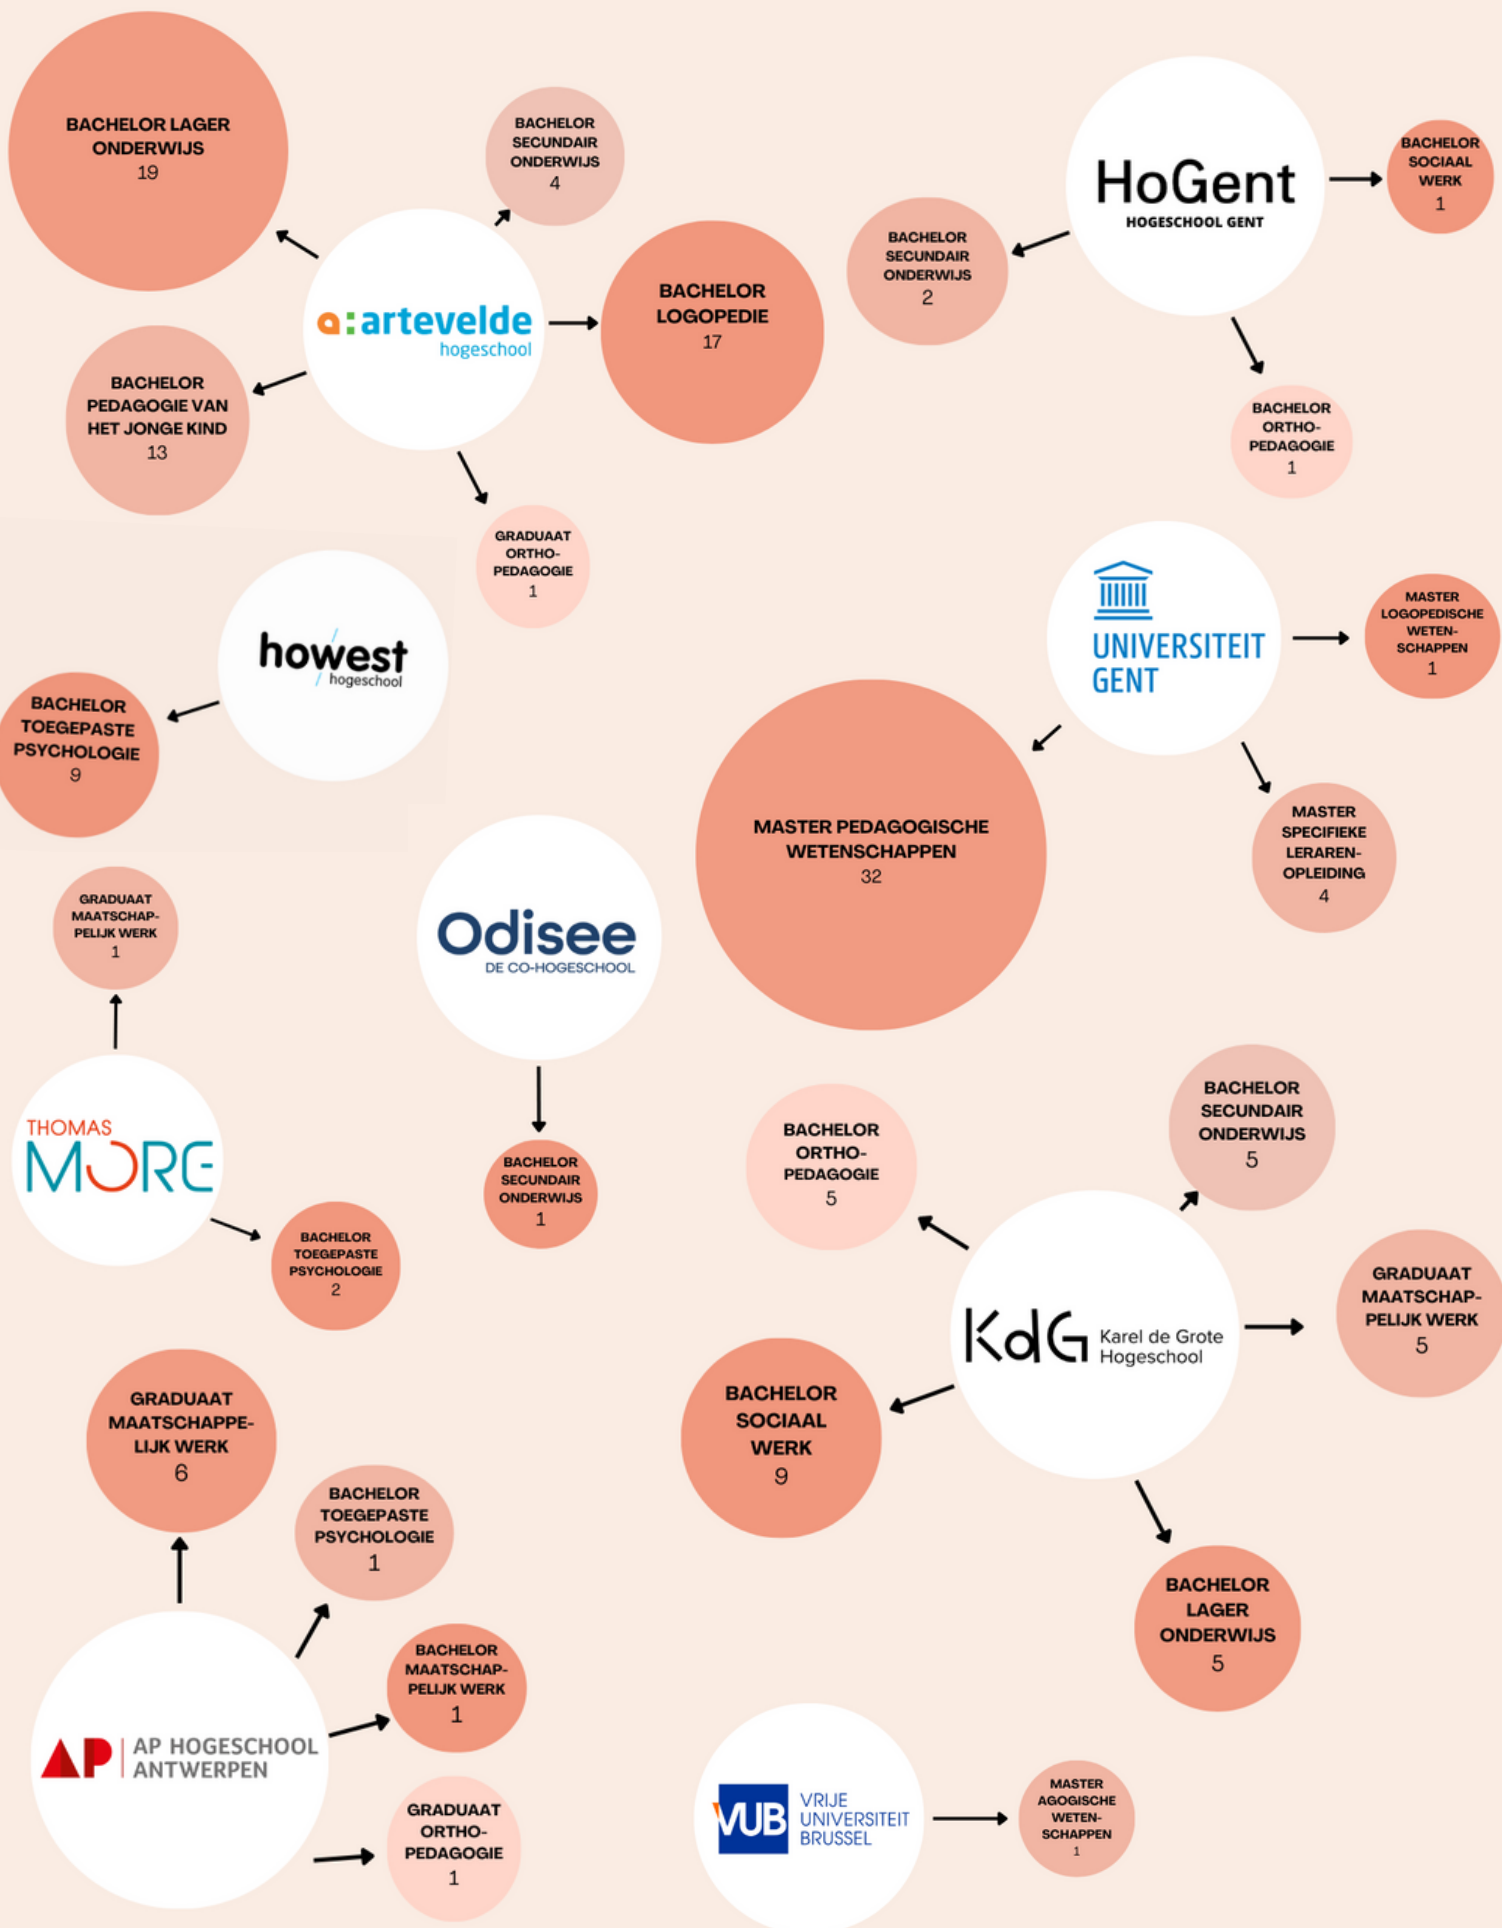 BACHELOR LAGER
ONDERWIJS
19
BACHELOR
SECUNDAIR
ONDERWIJS
4
a:artevelde
hogeschool
BACHELOR
LOGOPEDIE
17
BACHELOR
PEDAGOGIE VAN
HET JONGE KIND
13
GRADUAAT
ORTHO-
PEDAGOGIE
1
HoGent
HOGESCHOOL GENT
BACHELOR
SOCIAAL
WERK
1
BACHELOR
SECUNDAIR
ONDERWIJS
2
BACHELOR
ORTHO-
PEDAGOGIE
1
howest
hogeschool
BACHELOR
TOEGEPASTE
PSYCHOLOGIE
9
UNIVERSITEIT
GENT
MASTER
LOGOPEDISCHE
WETEN-
SCHAPPEN
1
MASTER PEDAGOGISCHE
WETENSCHAPPEN
32
MASTER
SPECIFIEKE
LERAREN-
OPLEIDING
4
GRADUAAT
MAATSCHAP-
PELIJK WERK
1
THOMAS
MORE
BACHELOR
TOEGEPASTE
PSYCHOLOGIE
2
Odisee
DE CO-HOGESCHOOL
BACHELOR
SECUNDAIR
ONDERWIJS
1
BACHELOR
ORTHO-
PEDAGOGIE
5
BACHELOR
SECUNDAIR
ONDERWIJS
5
KdG
Karel de Grote
Hogeschool
GRADUAAT
MAATSCHAP-
PELIJK WERK
5
BACHELOR
SOCIAAL
WERK
9
BACHELOR
LAGER
ONDERWIJS
5
GRADUAAT
MAATSCHAPPE-
LIJK WERK
6
BACHELOR
TOEGEPASTE
PSYCHOLOGIE
1
BACHELOR
MAATSCHAP-
PELIJK WERK
1
AP
AP HOGESCHOOL
ANTWERPEN
GRADUAAT
ORTHO-
PEDAGOGIE
1
VUB
VRIJE
UNIVERSITEIT
BRUSSEL
MASTER
AGOGISCHE
WETEN-
SCHAPPEN
1